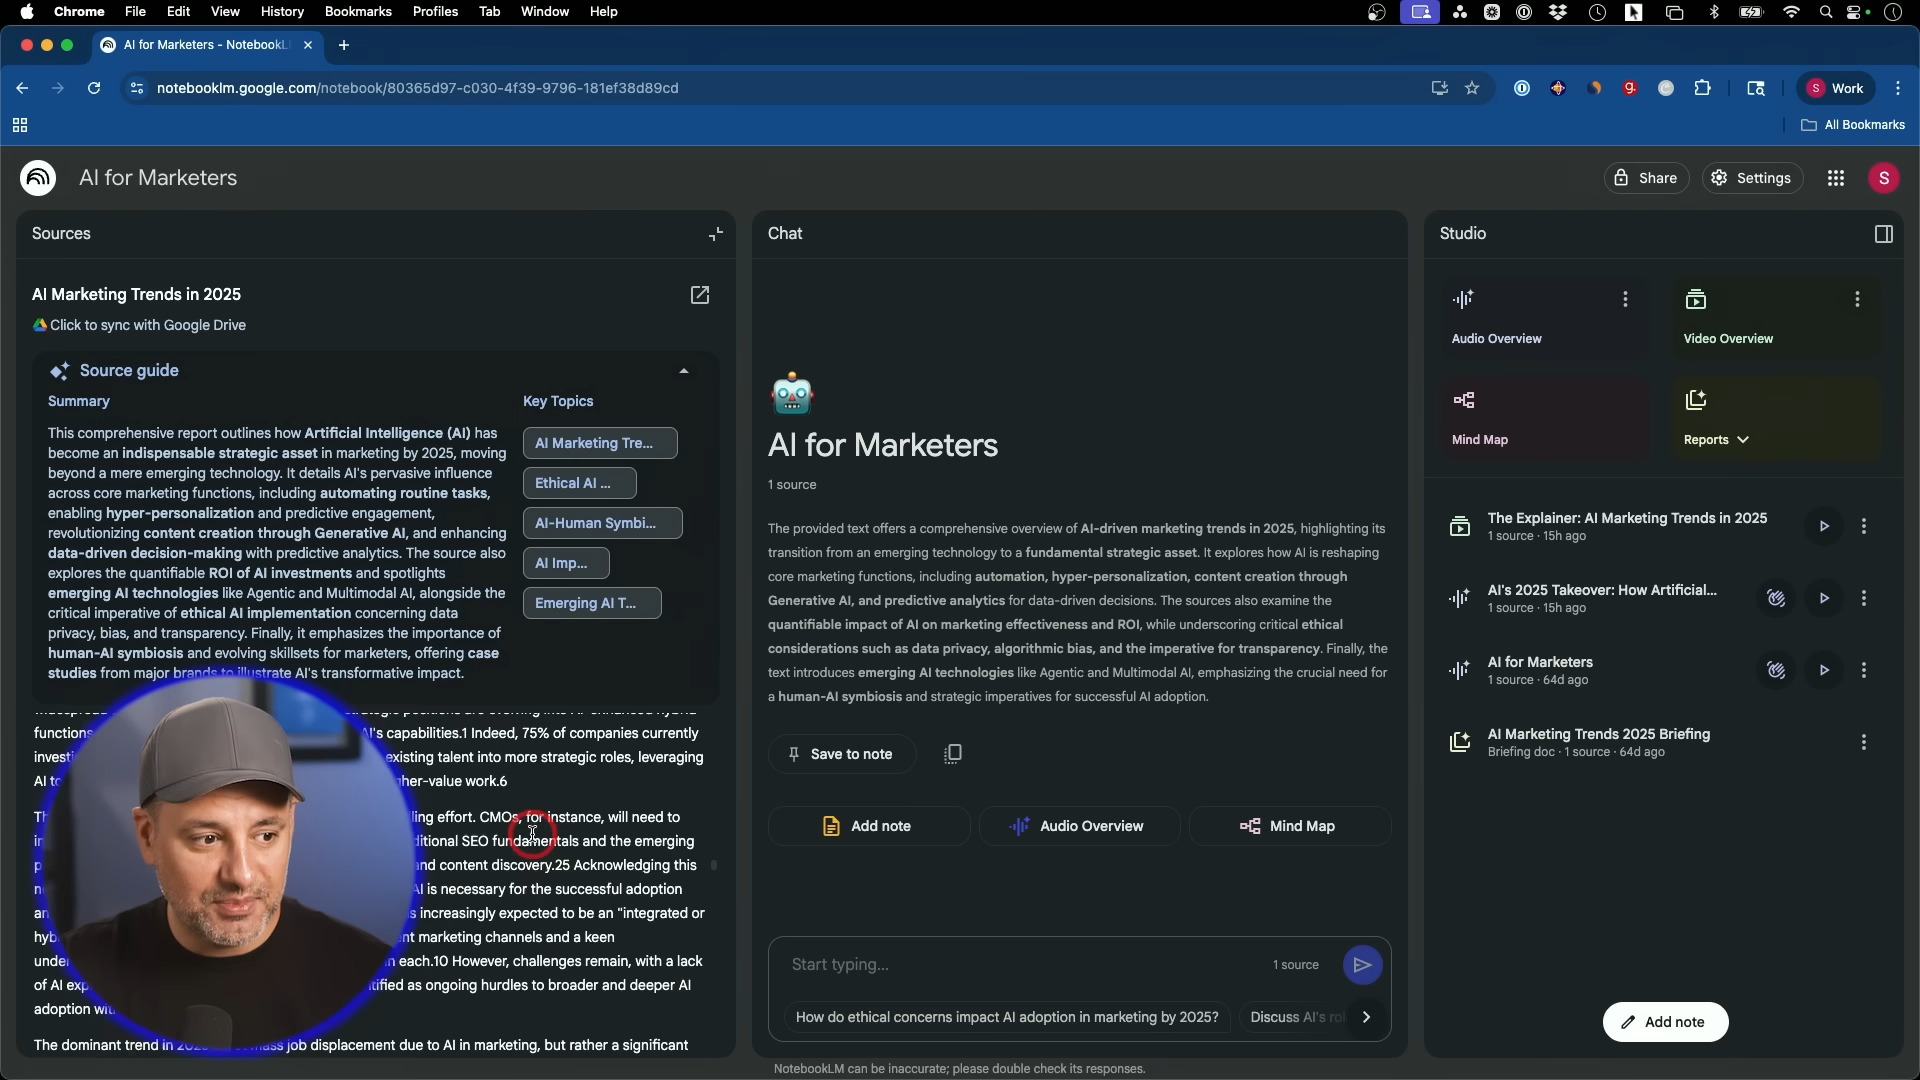 Chrome File Edit View History Bookmarks Profiles Tab Window Help
AI for Marketers - NotebookL
notebooklm.google.com/notebook/80365d97-c030-4f39-9796-181ef38d89cd
Work
All Bookmarks
AI for Marketers
Share
Settings
S
Sources
AI Marketing Trends in 2025
Click to sync with Google Drive
Source guide
Summary
This comprehensive report outlines how Artificial Intelligence (AI) has
become an indispensable strategic asset in marketing by 2025, moving
beyond a mere emerging technology. It details AI's pervasive influence
across core marketing functions, including automating routine tasks,
enabling hyper-personalization and predictive engagement,
revolutionizing content creation through Generative AI, and enhancing
data-driven decision-making with predictive analytics. The source also
explores the quantifiable ROI of AI investments and spotlights
emerging AI technologies like Agentic and Multimodal AI, alongside the
critical imperative of ethical AI implementation concerning data
privacy, bias, and transparency. Finally, it emphasizes the importance of
human-AI symbiosis and evolving skillsets for marketers, offering case
studies from major brands to illustrate AI's transformative impact.
Key Topics
AI Marketing Tre...
Ethical AI ...
AI-Human Symbi...
AI Imp...
Emerging AI T...
functions AI's capabilities.1 Indeed, 75% of companies currently
existing talent into more strategic roles, leveraging
AI work.6
effort. CMOs, for instance, will need to
SEO fundamentals and the emerging
and content discovery.25 Acknowledging this
AI is necessary for the successful adoption
is increasingly expected to be an "integrated or
marketing channels and a keen
each.10 However, challenges remain, with a lack
of AI as ongoing hurdles to broader and deeper AI
adoption
The dominant trend in job displacement due to AI in marketing, but rather a significant
Chat
AI for Marketers
1 source
The provided text offers a comprehensive overview of AI-driven marketing trends in 2025, highlighting its
transition from an emerging technology to a fundamental strategic asset. It explores how AI is reshaping
core marketing functions, including automation, hyper-personalization, content creation through
Generative AI, and predictive analytics for data-driven decisions. The sources also examine the
quantifiable impact of AI on marketing effectiveness and ROI, while underscoring critical ethical
considerations such as data privacy, algorithmic bias, and the imperative for transparency. Finally, the
text introduces emerging AI technologies like Agentic and Multimodal AI, emphasizing the crucial need for
a human-AI symbiosis and strategic imperatives for successful AI adoption.
Save to note
Add note
Audio Overview
Mind Map
Start typing...
1 source
How do ethical concerns impact AI adoption in marketing by 2025?
Discuss AI's
NotebookLM can be inaccurate; please double check its responses.
Studio
Audio Overview
Video Overview
Mind Map
Reports
The Explainer: AI Marketing Trends in 2025
1 source · 15h ago
AI's 2025 Takeover: How Artificial...
1 source · 15h ago
AI for Marketers
1 source · 64d ago
AI Marketing Trends 2025 Briefing
Briefing doc · 1 source · 64d ago
Add note